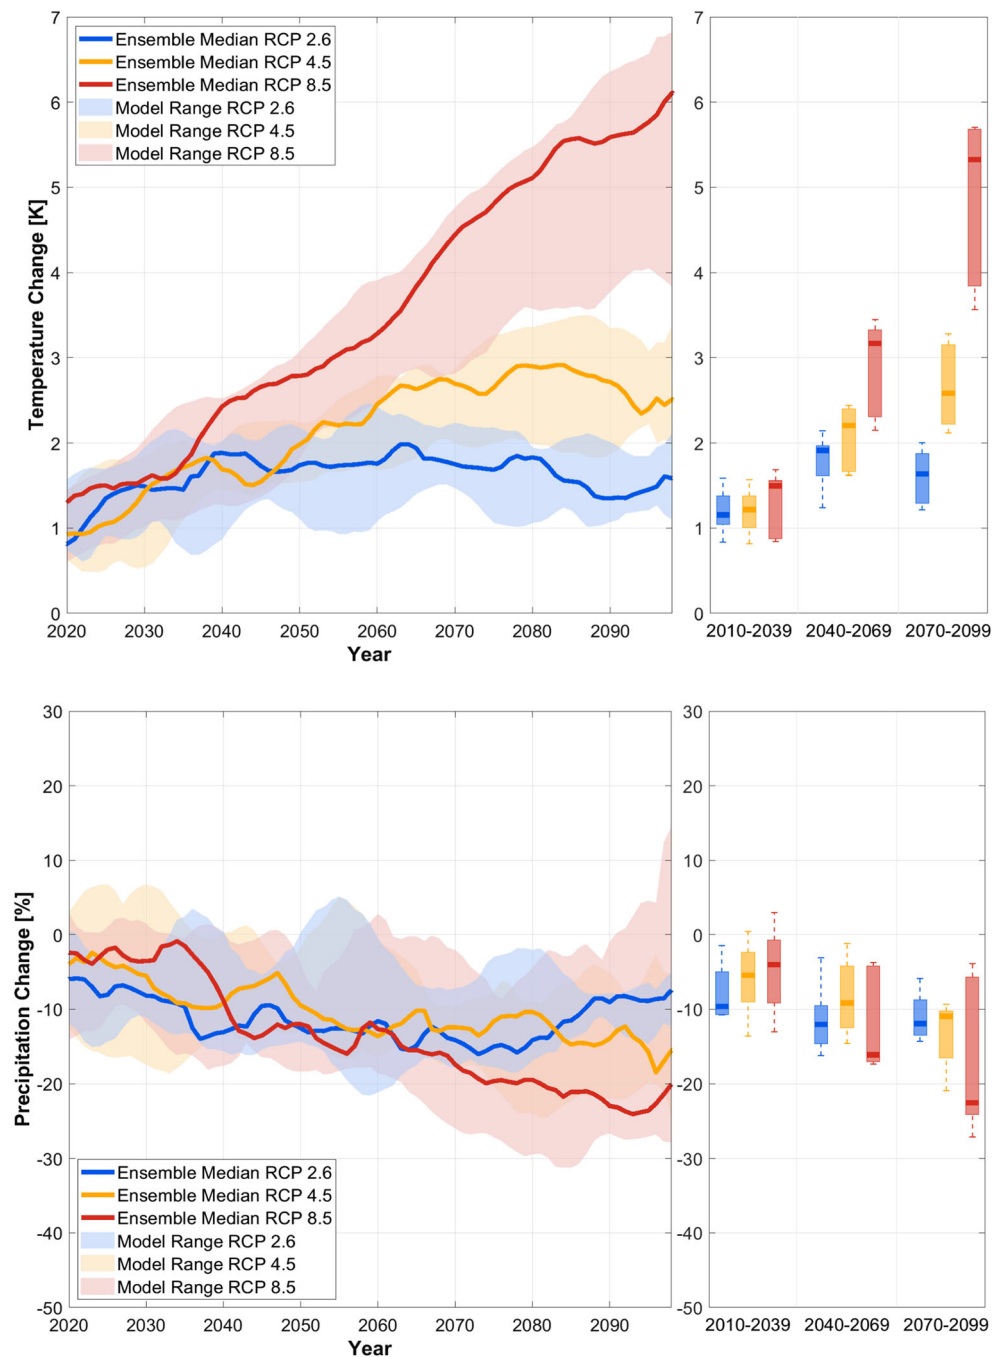 7
6
5
4
3
2
1
0
Temperature Change [K]
Ensemble Median RCP 2.6
Ensemble Median RCP 4.5
Ensemble Median RCP 8.5
Model Range RCP 2.6
Model Range RCP 4.5
Model Range RCP 8.5
2020 2030 2040 2050 2060 2070 2080 2090
Year
7
6
5
4
3
2
1
0
2010-2039 2040-2069 2070-2099
30
20
10
0
-10
-20
-30
-40
-50
Precipitation Change [%]
Ensemble Median RCP 2.6
Ensemble Median RCP 4.5
Ensemble Median RCP 8.5
Model Range RCP 2.6
Model Range RCP 4.5
Model Range RCP 8.5
2020 2030 2040 2050 2060 2070 2080 2090
Year
30
20
10
0
-10
-20
-30
-40
-50
2010-2039 2040-2069 2070-2099